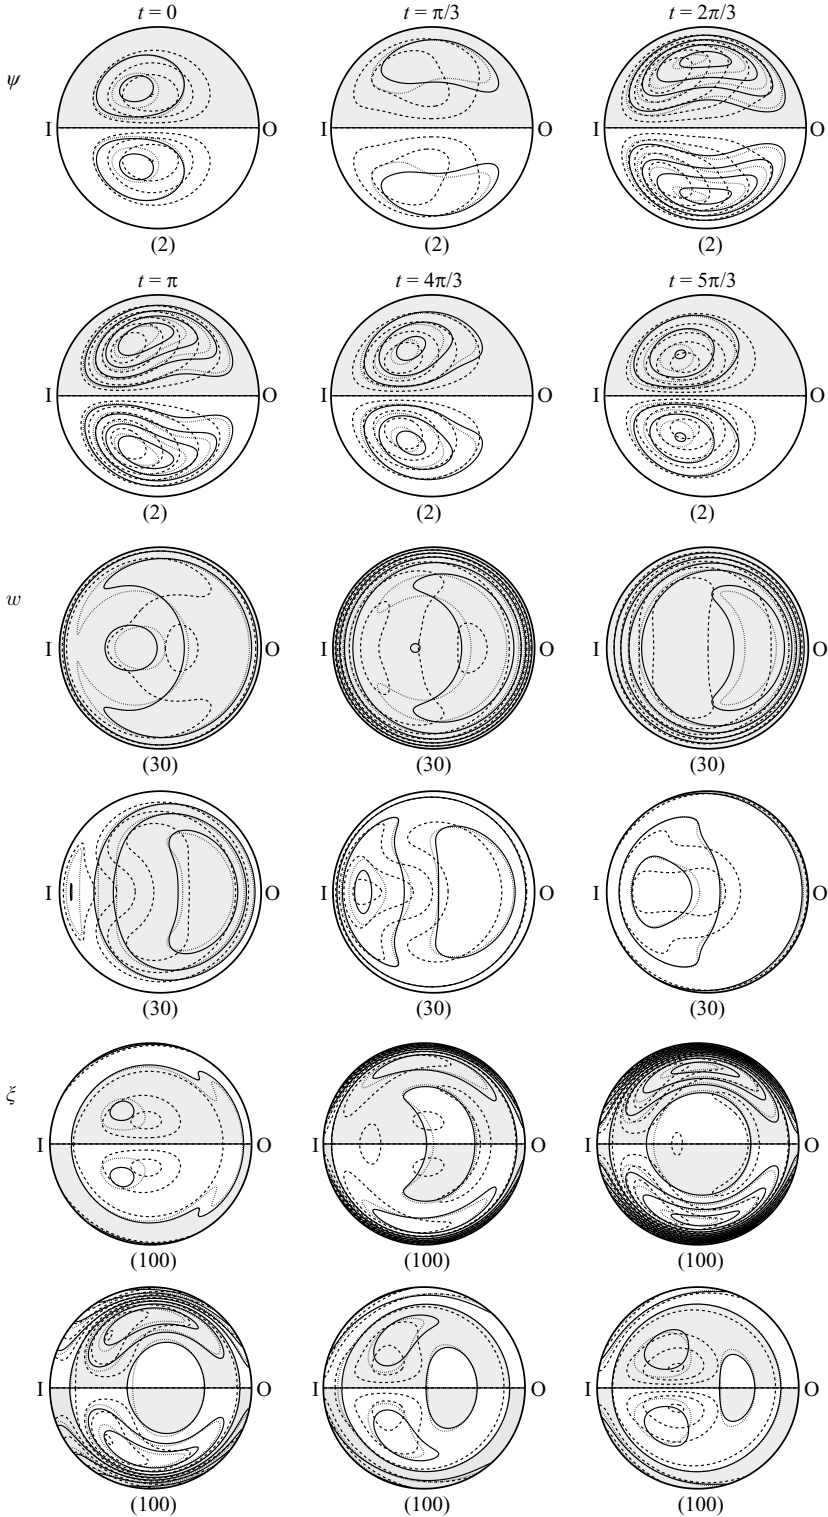 t = 0 t = π/3 t = 2π/3
ψ
I O I O I O
(2) (2) (2)
t = π t = 4π/3 t = 5π/3
I O I O I O
(2) (2) (2)
w
I O I O I O
(30) (30) (30)
I O I O I O
(30) (30) (30)
ξ
I O I O I O
(100) (100) (100)
I O I O I O
(100) (100) (100)